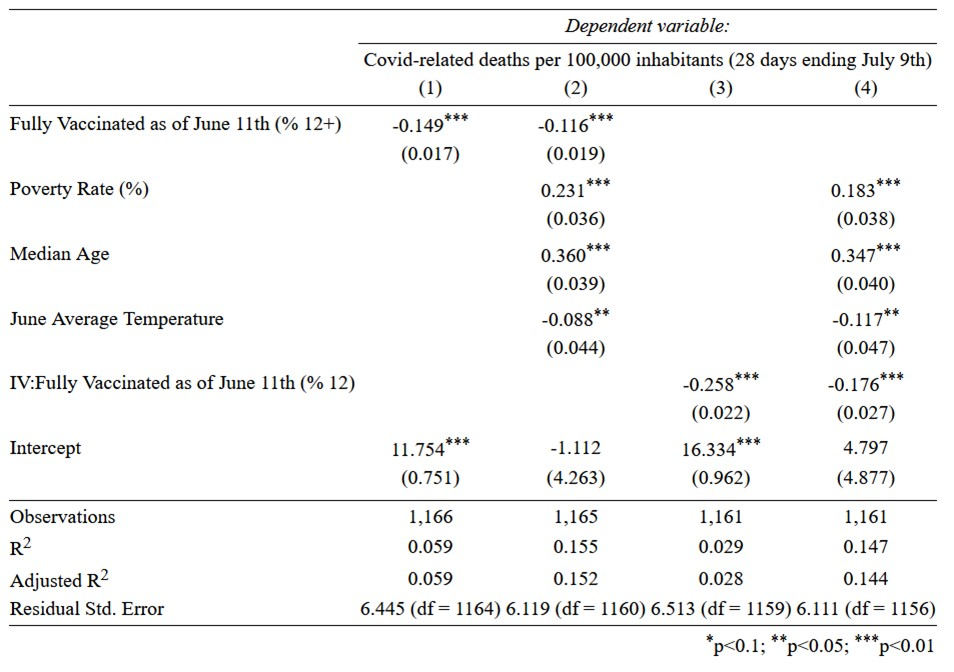 Dependent variable:
Covid-related deaths per 100,000 inhabitants (28 days ending July 9th)
(1) (2) (3) (4)
Fully Vaccinated as of June 11th (% 12+) -0.149*** -0.116***
(0.017) (0.019)
Poverty Rate (%) 0.231*** 0.183***
(0.036) (0.038)
Median Age 0.360*** 0.347***
(0.039) (0.040)
June Average Temperature -0.088** -0.117**
(0.044) (0.047)
IV:Fully Vaccinated as of June 11th (% 12) -0.258*** -0.176***
(0.022) (0.027)
Intercept 11.754*** -1.112 16.334*** 4.797
(0.751) (4.263) (0.962) (4.877)
Observations 1,166 1,165 1,161 1,161
R2 0.059 0.155 0.029 0.147
Adjusted R2 0.059 0.152 0.028 0.144
Residual Std. Error 6.445 (df = 1164) 6.119 (df = 1160) 6.513 (df = 1159) 6.111 (df = 1156)
*p<0.1; **p<0.05; ***p<0.01